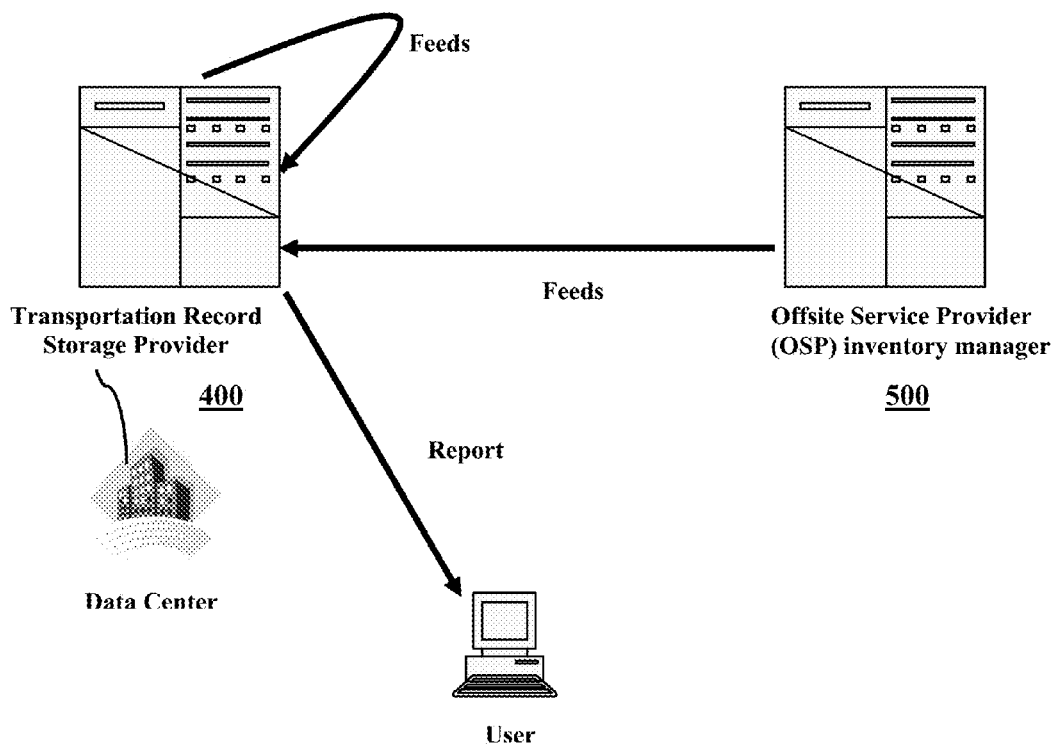 Feeds
Feeds
Transportation Record
Storage Provider
400
Offsite Service Provider
(OSP) inventory manager
500
Report
Data Center
User